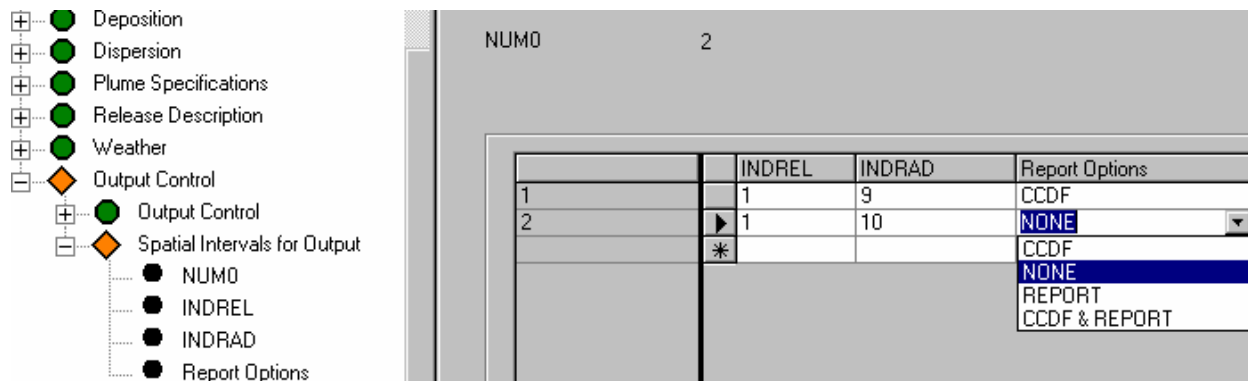 Deposition
Dispersion
Plume Specifications
Release Description
Weather
Output Control
Output Control
Spatial Intervals for Output
NUM0
INDREL
INDRAD
Report Options
NUM0 2
INDREL INDRAD Report Options
1 1 9 CCDF
2 1 10 NONE
CCDF
NONE
REPORT
CCDF & REPORT